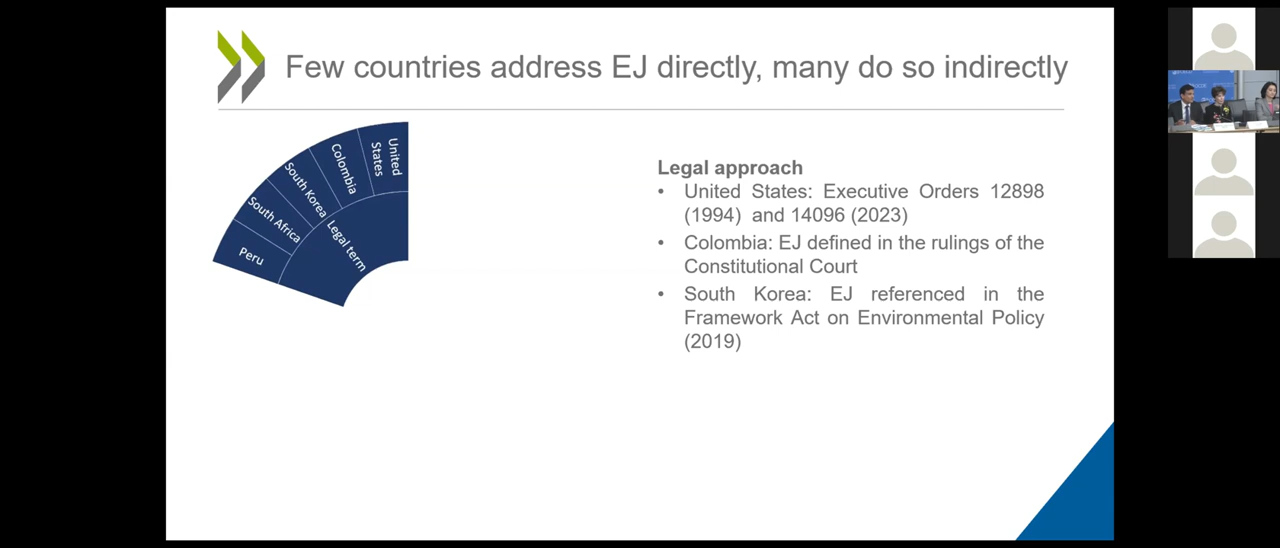 Few countries address EJ directly, many do so indirectly
United
States
Colombia
South Korea
South Africa
Peru
Legal term
Legal approach
• United States: Executive Orders 12898
(1994) and 14096 (2023)
• Colombia: EJ defined in the rulings of the
Constitutional Court
• South Korea: EJ referenced in the
Framework Act on Environmental Policy
(2019)